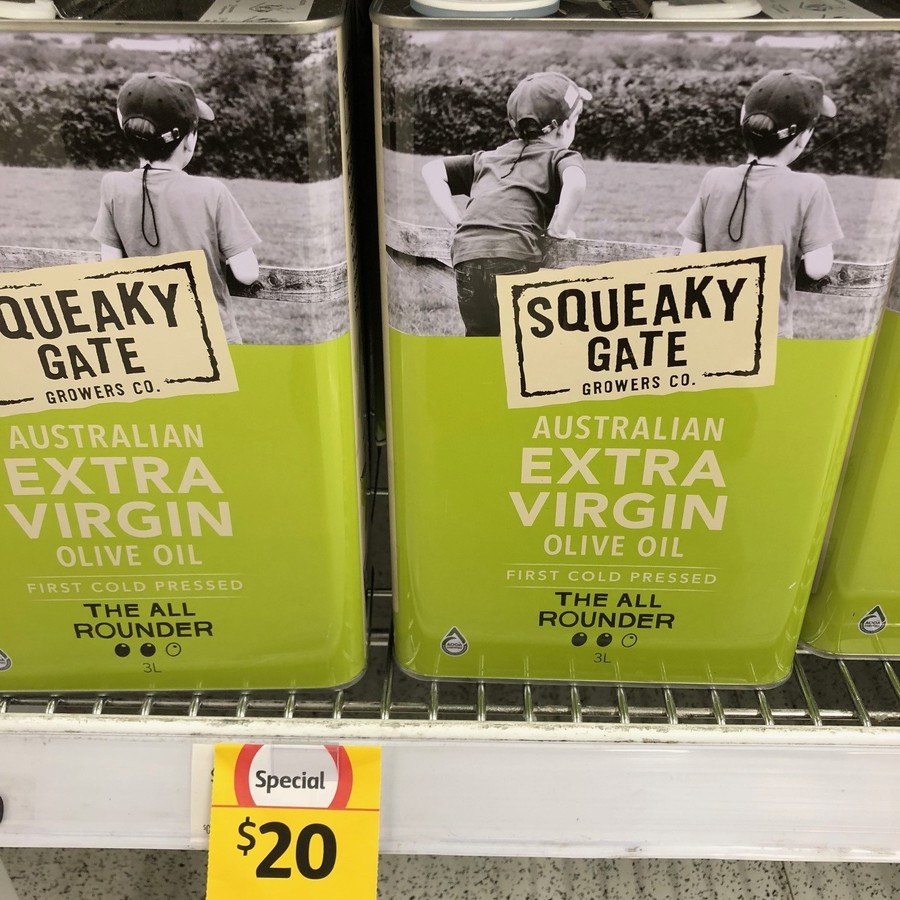 QUEAKY
GATE
GROWERS CO.
AUSTRALIAN
EXTRA
VIRGIN
OLIVE OIL
FIRST COLD PRESSED
THE ALL
ROUNDER
3L
SQUEAKY
GATE
GROWERS CO.
AUSTRALIAN
EXTRA
VIRGIN
OLIVE OIL
FIRST COLD PRESSED
THE ALL
ROUNDER
3L
Special
$20